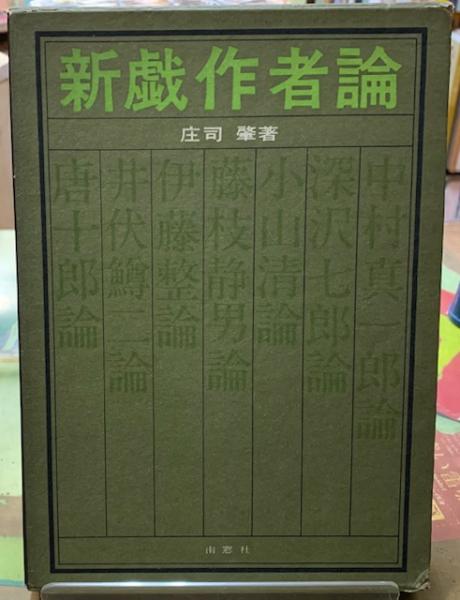 新戯作者論
庄司 肇著
中村真一郎論
深沢七郎論
小山清論
藤枝静男論
伊藤整論
井伏鱒二論
唐十郎論
南窓社